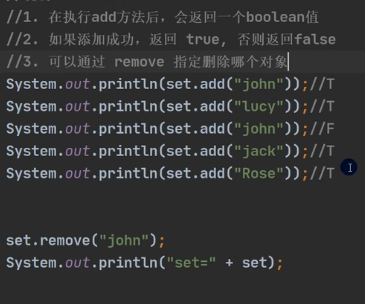 //1. 在执行add方法后，会返回一个boolean值
//2. 如果添加成功，返回 true, 否则返回false
//3. 可以通过 remove 指定删除哪个对象
System.out.println(set.add("john"));//T
System.out.println(set.add("lucy"));//T
System.out.println(set.add("john"));//F
System.out.println(set.add("jack"));//T
System.out.println(set.add("Rose"));//T
set.remove("john");
System.out.println("set=" + set);